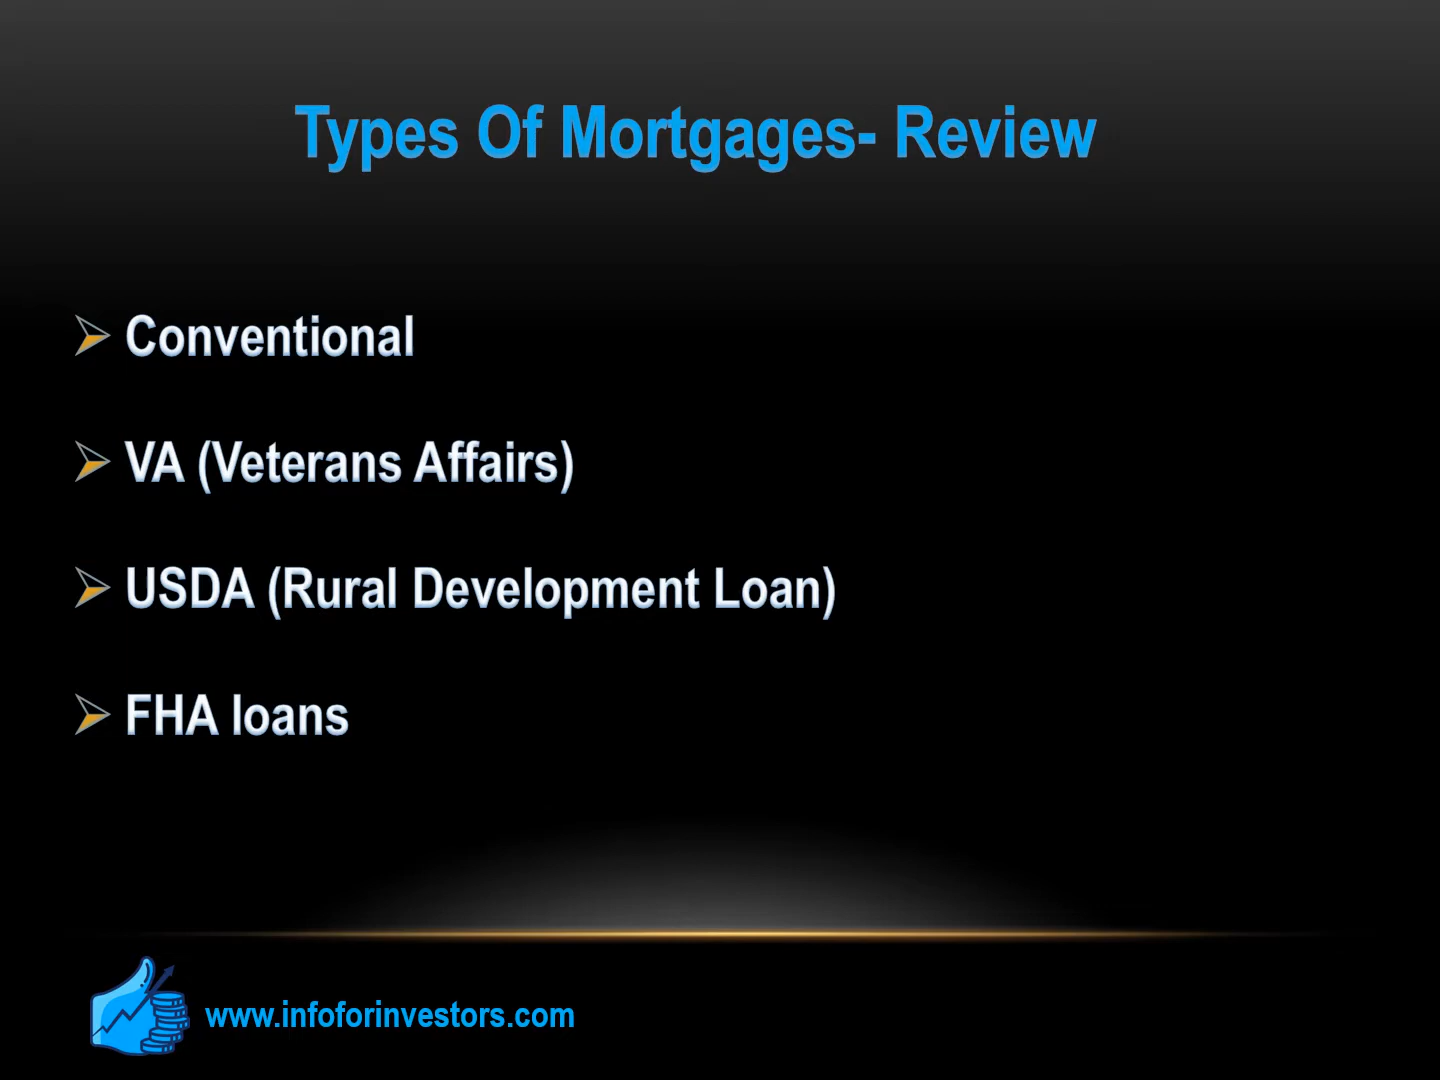 Types Of Mortgages- Review
Conventional
VA (Veterans Affairs)
USDA (Rural Development Loan)
FHA loans
www.infoforinvestors.com